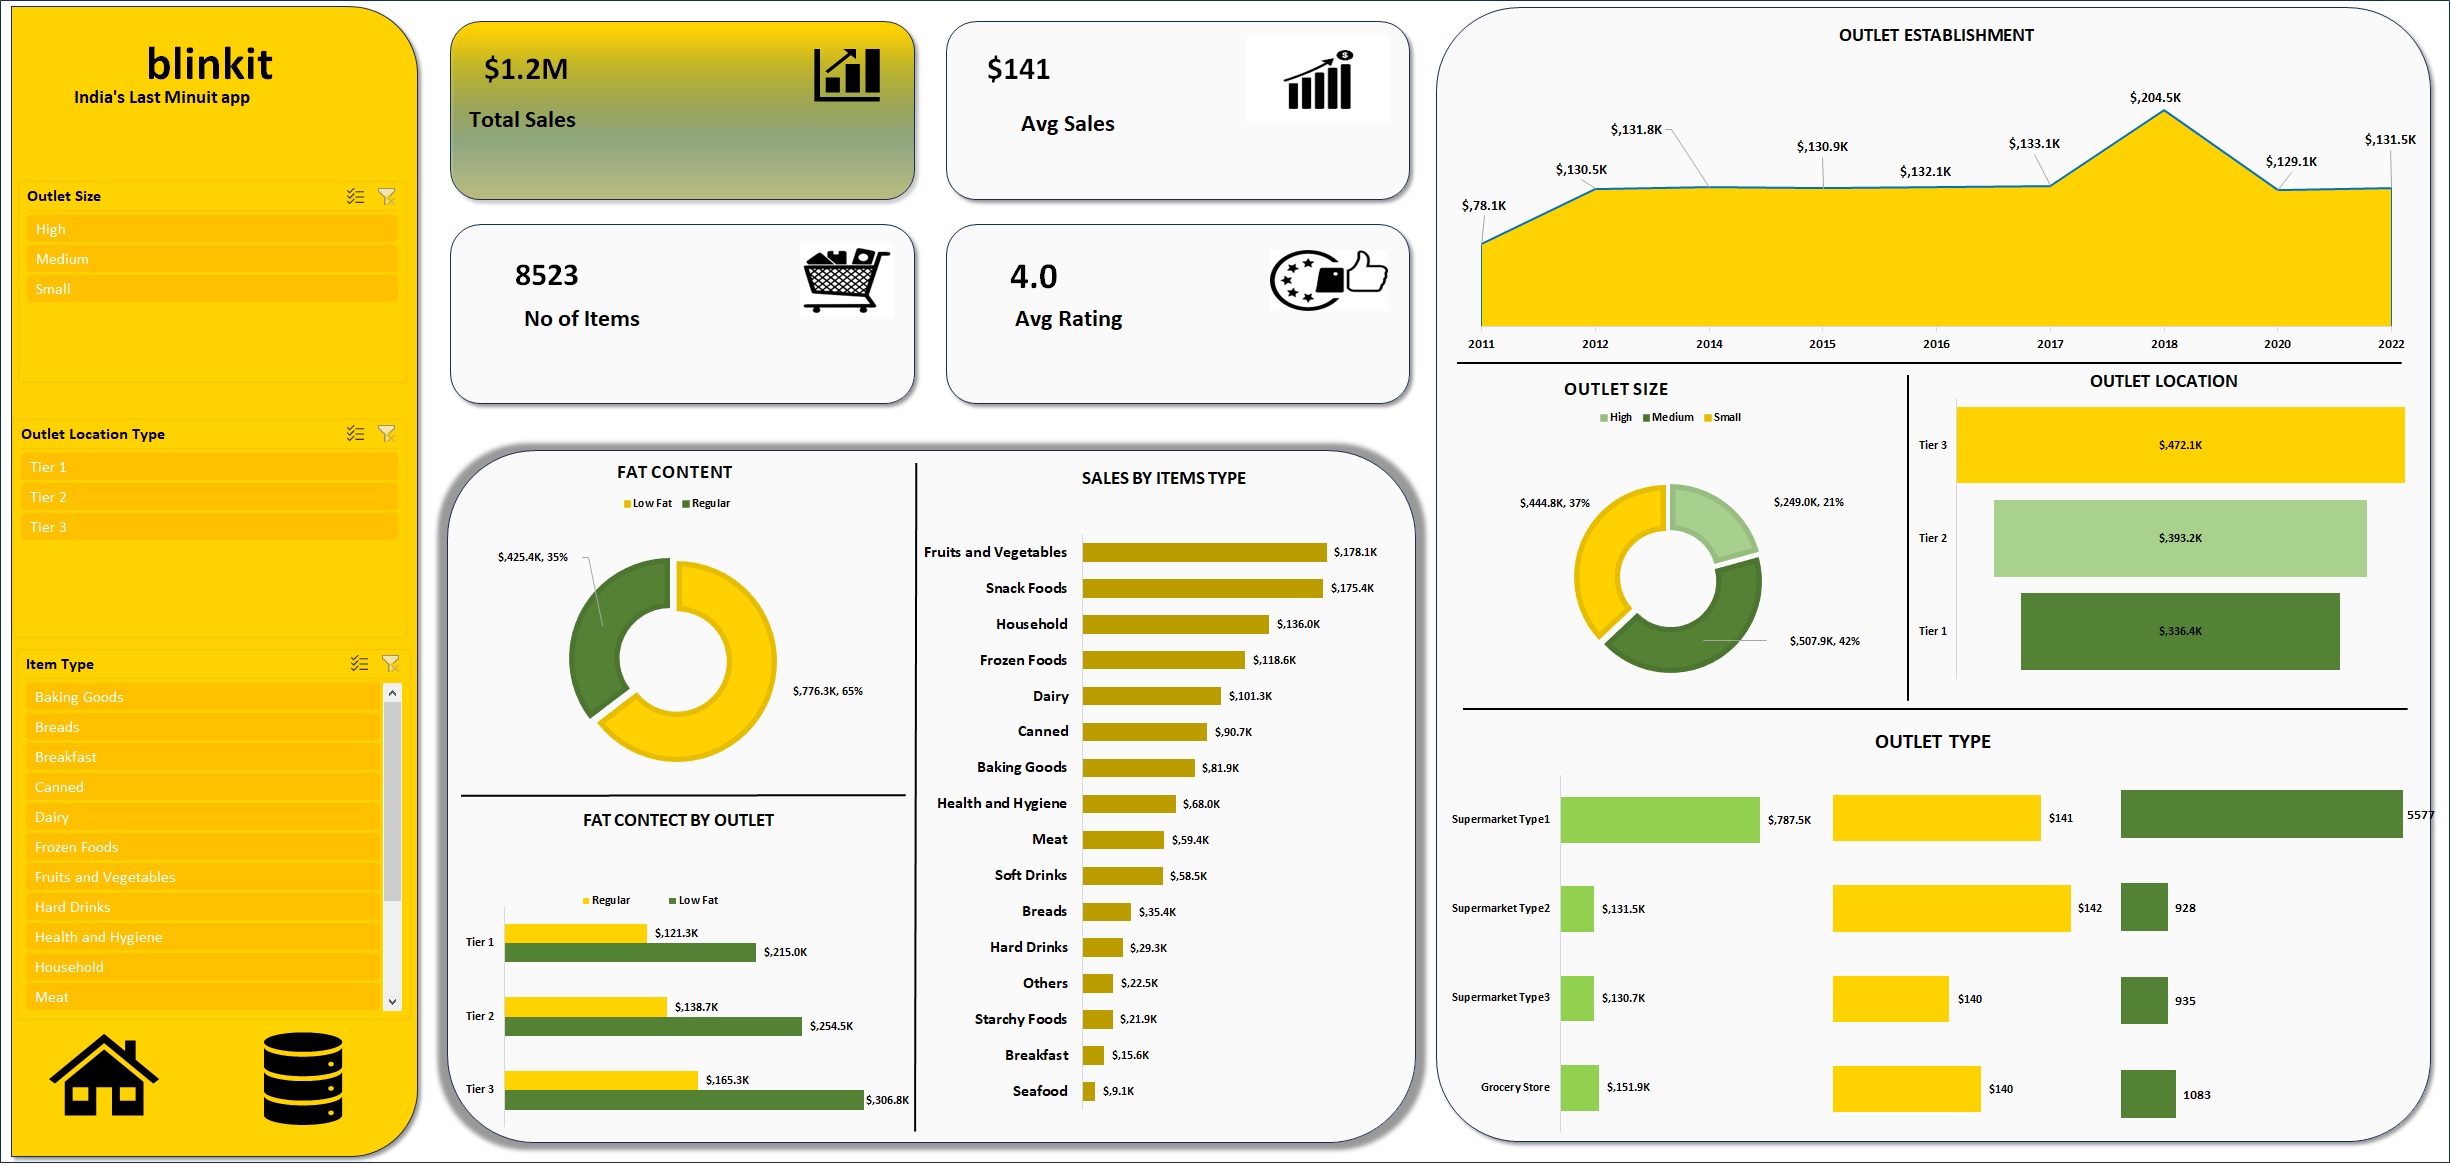 blinkit
India's Last Minuit app
Outlet Size
High
Medium
Small
Outlet Location Type
Tier 1
Tier 2
Tier 3
Item Type
Baking Goods
Breads
Breakfast
Canned
Dairy
Frozen Foods
Fruits and Vegetables
Hard Drinks
Health and Hygiene
Household
Meat
$1.2M
Total Sales
$141
Avg Sales
8523
No of Items
4.0
Avg Rating
FAT CONTENT
Low Fat Regular
$,425.4K, 35%
$,776.3K, 65%
FAT CONTECT BY OUTLET
Regular Low Fat
Tier 1 $,121.3K
$,215.0K
Tier 2 $,138.7K
$,254.5K
Tier 3 $,165.3K
$,306.8K
SALES BY ITEMS TYPE
Fruits and Vegetables $,178.1K
Snack Foods $,175.4K
Household $,136.0K
Frozen Foods $,118.6K
Dairy $,101.3K
Canned $,90.7K
Baking Goods $,81.9K
Health and Hygiene $,68.0K
Meat $,59.4K
Soft Drinks $,58.5K
Breads $,35.4K
Hard Drinks $,29.3K
Others $,22.5K
Starchy Foods $,21.9K
Breakfast $,15.6K
Seafood $,9.1K
OUTLET ESTABLISHMENT
$,78.1K
$,130.5K
$,131.8K
$,130.9K
$,132.1K
$,133.1K
$,204.5K
$,129.1K
$,131.5K
2011 2012 2014 2015 2016 2017 2018 2020 2022
OUTLET SIZE
High Medium Small
$,444.8K, 37%
$,249.0K, 21%
$,507.9K, 42%
OUTLET LOCATION
Tier 3 $,472.1K
Tier 2 $,393.2K
Tier 1 $,336.4K
OUTLET TYPE
Supermarket Type1 $,787.5K $141 5577
Supermarket Type2 $,131.5K $142 928
Supermarket Type3 $,130.7K $140 935
Grocery Store $,151.9K $140 1083